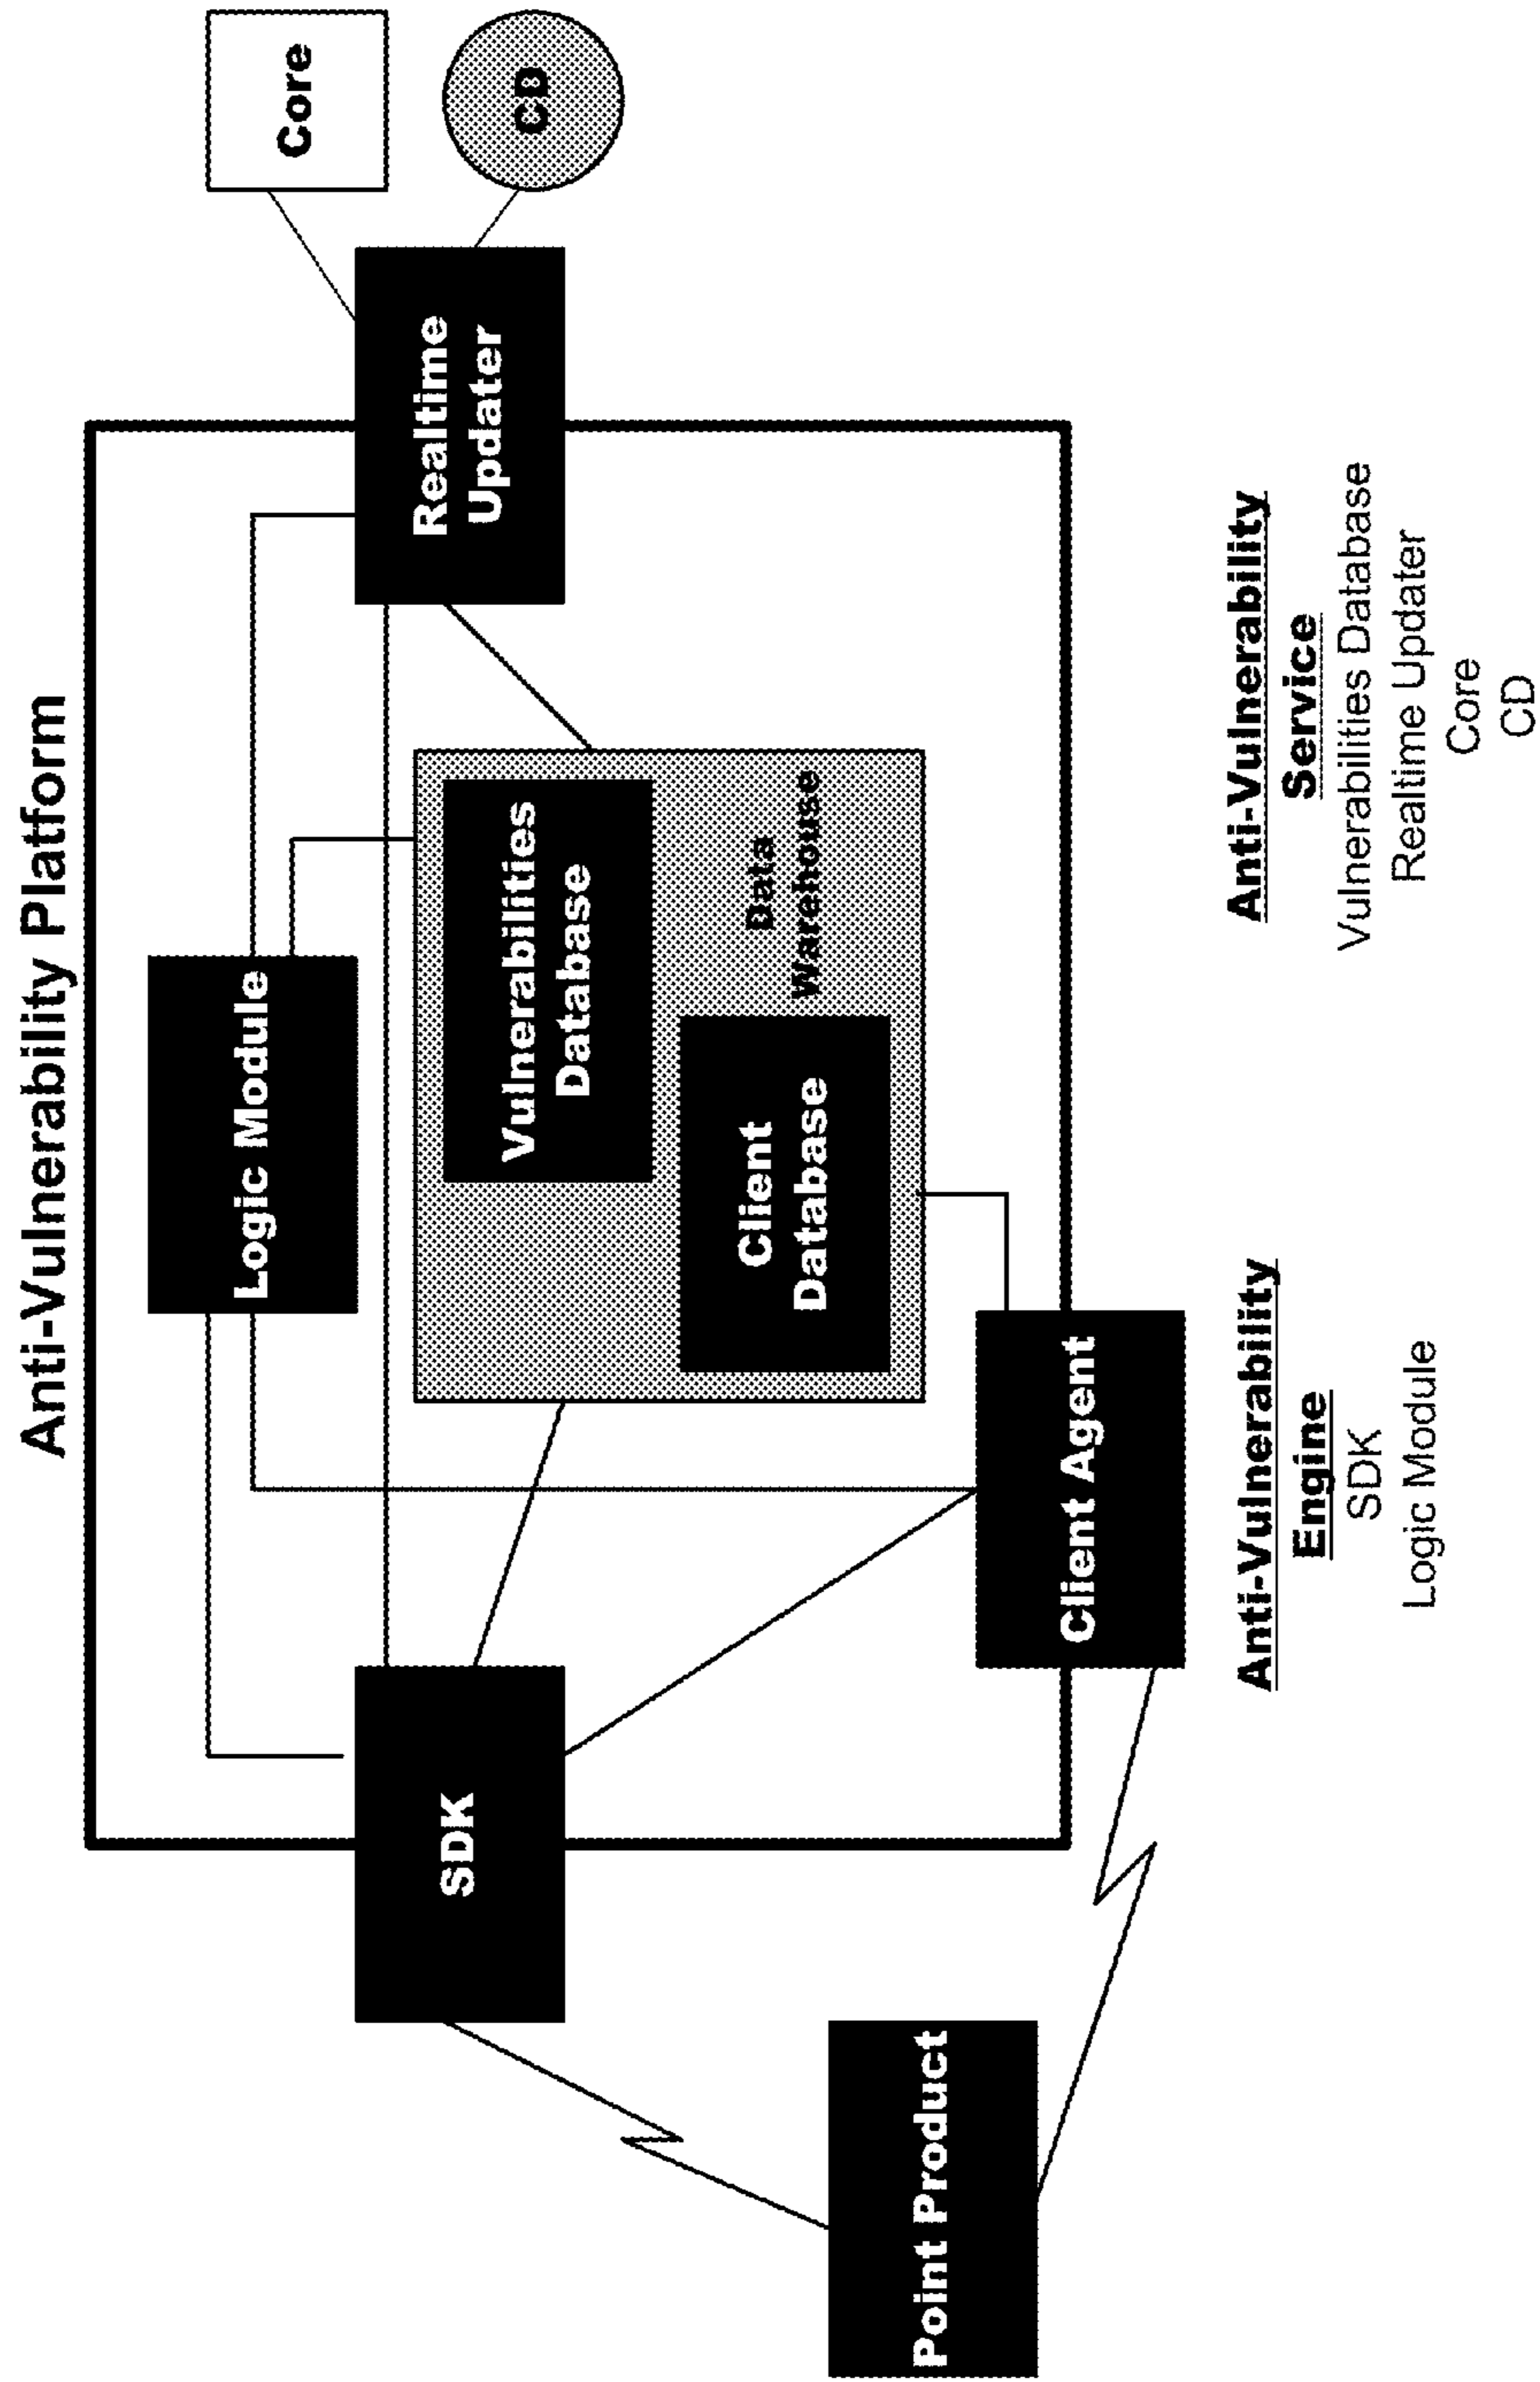 Anti-Vulnerability Platform
Logic Module
Core
CD
Realtime
Updater
SDK
Vulnerabilities
Database
Data
Warehouse
Client
Database
Client Agent
Point Product
Anti-Vulnerability
Engine
SDK
Logic Module
Anti-Vulnerability
Service
Vulnerabilities Database
Realtime Updater
Core
CD